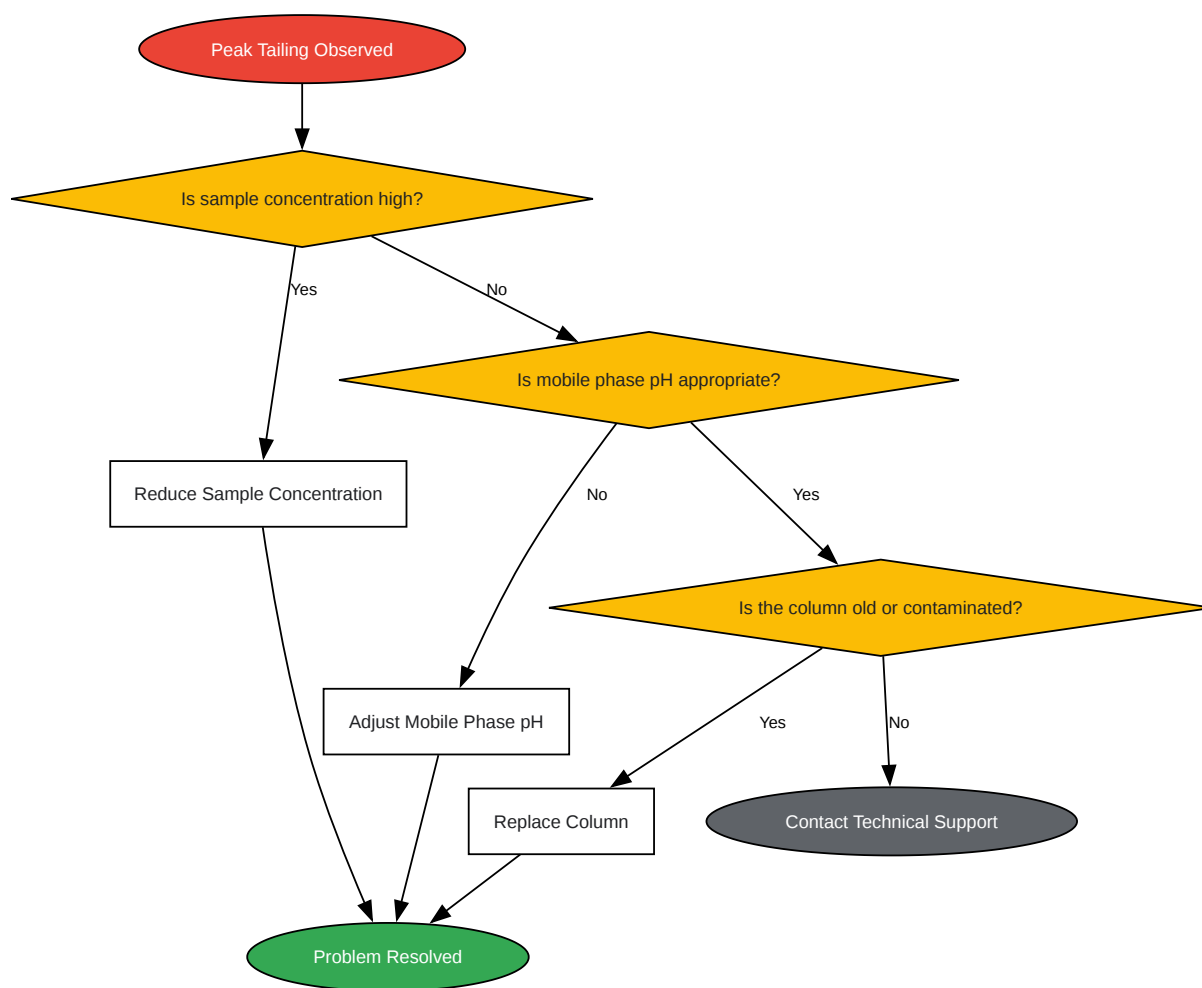 Peak Tailing Observed
Is sample concentration high?
Yes
No
Is mobile phase pH appropriate?
Reduce Sample Concentration
No
Yes
Is the column old or contaminated?
Adjust Mobile Phase pH
Yes
No
Replace Column
Contact Technical Support
Problem Resolved